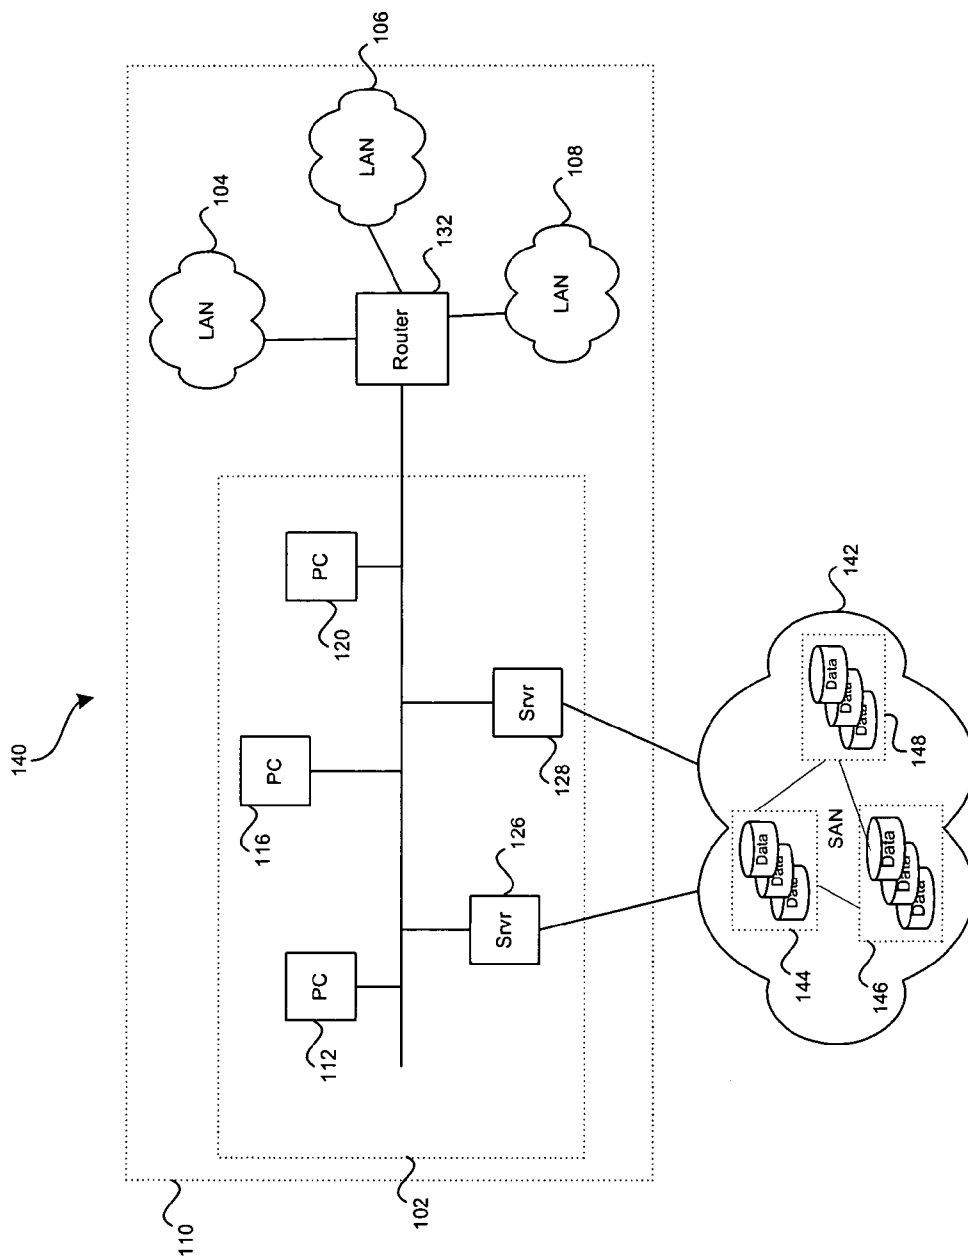 140
110
102
104
LAN
106
LAN
108
LAN
132
Router
PC
120
PC
116
PC
112
Srvr
128
Srvr
126
142
SAN
Data
Data
Data
148
Data
Data
Data
144
Data
Data
Data
146